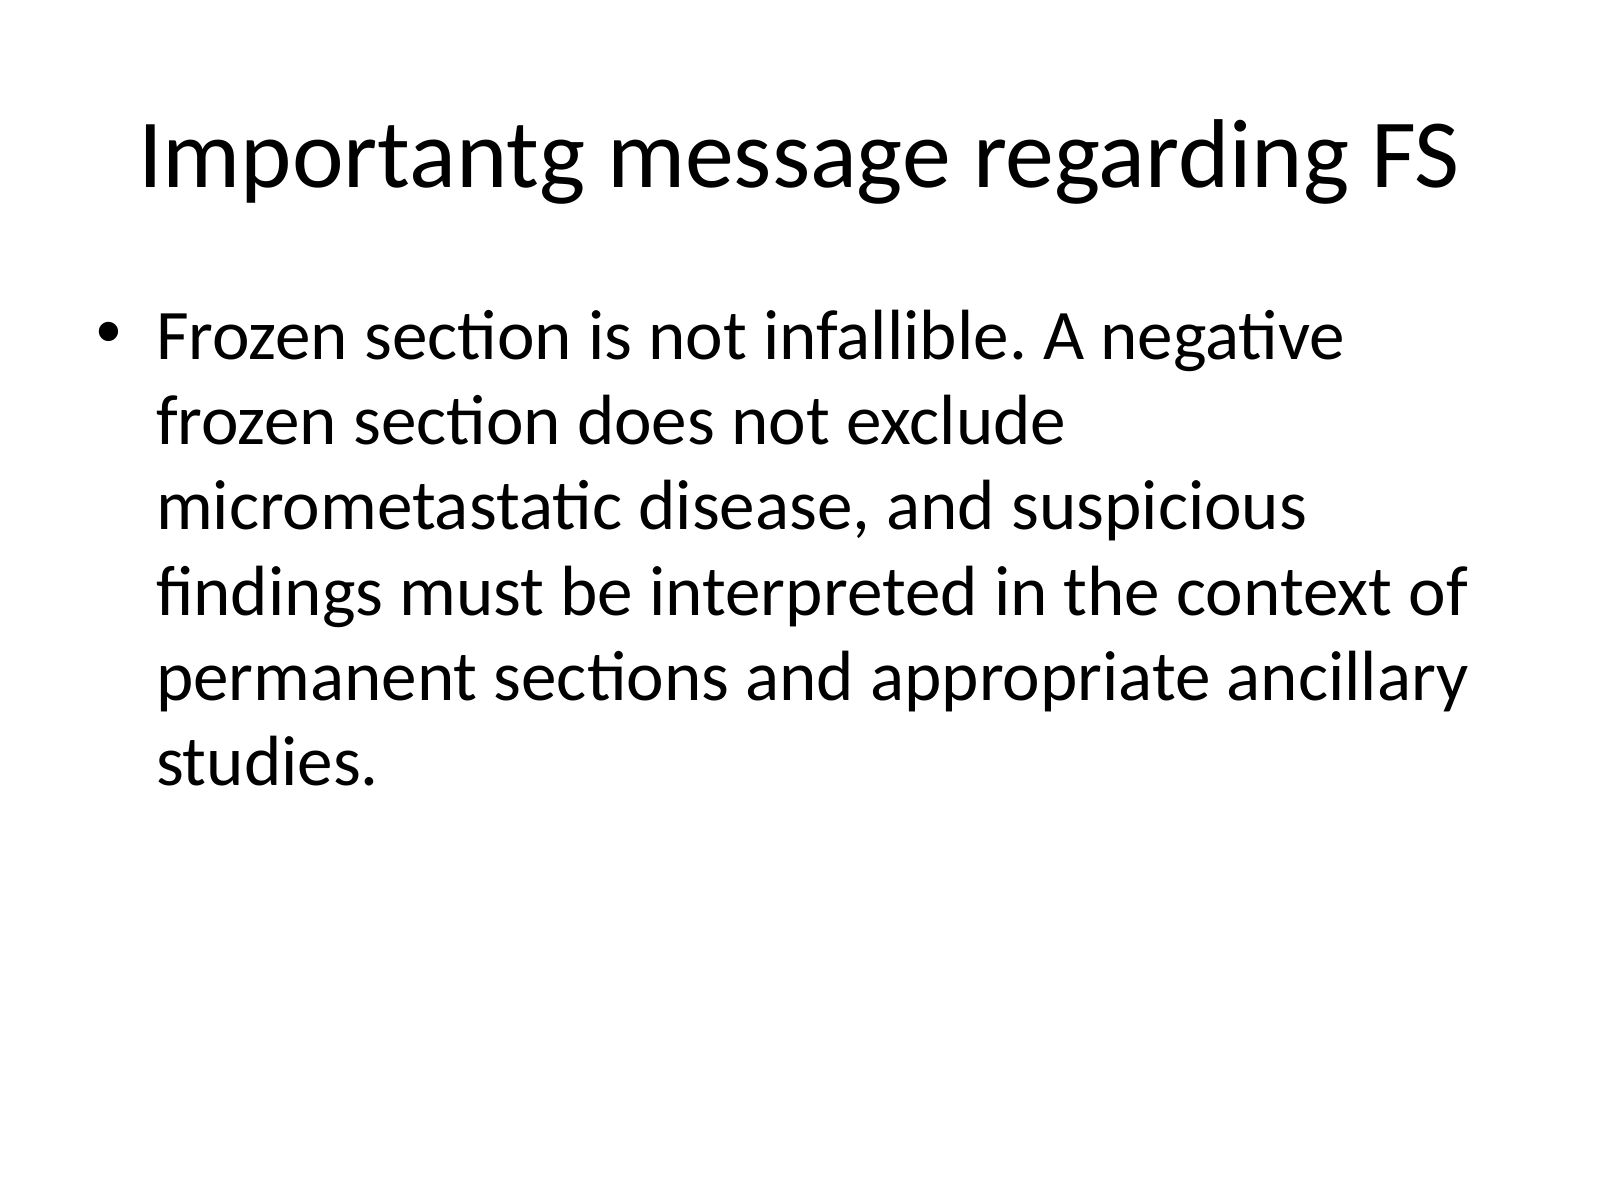 Importantg message regarding FS
• Frozen section is not infallible. A negative
frozen section does not exclude
micrometastatic disease, and suspicious
findings must be interpreted in the context of
permanent sections and appropriate ancillary
studies.